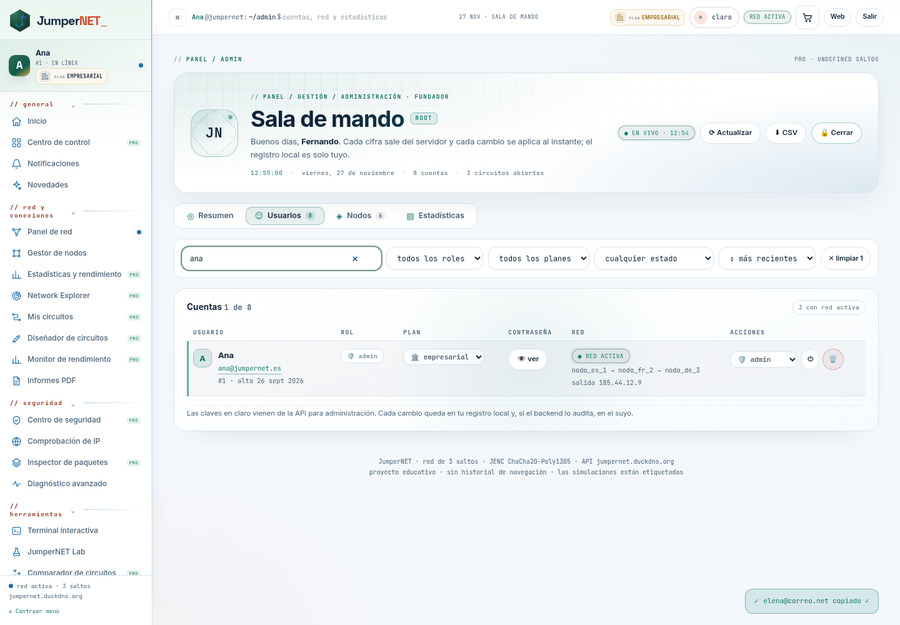 JumperNET_
Ana
#1 · EN LÍNEA
PLAN EMPRESARIAL
// general
Inicio
Centro de control PRO
Notificaciones
Novedades
// red y conexiones
Panel de red
Gestor de nodos
Estadísticas y rendimiento PRO
Network Explorer PRO
Mis circuitos PRO
Diseñador de circuitos PRO
Monitor de rendimiento PRO
Informes PDF
// seguridad
Centro de seguridad PRO
Comprobación de IP
Inspector de paquetes PRO
Diagnóstico avanzado
// herramientas
Terminal interactiva
JumperNET Lab
Comparador de circuitos PRO
red activa · 3 saltos
jumpernet.duckdns.org
« Contraer menú
« Ana@jumpernet:~/admin$ cuentas, red y estadísticas
27 NOV · SALA DE MANDO
PLAN EMPRESARIAL
claro
RED ACTIVA
Web
Salir
// PANEL / ADMIN
PRO · UNDEFINED SALTOS
JN
// PANEL / GESTIÓN / ADMINISTRACIÓN · FUNDADOR
Sala de mando ROOT
Buenos días, Fernando. Cada cifra sale del servidor y cada cambio se aplica al instante; el
registro local es solo tuyo.
12:55:00 · viernes, 27 de noviembre · 8 cuentas · 3 circuitos abiertos
● EN VIVO · 12:54
⟳ Actualizar
⬇ CSV
🔒 Cerrar
◎ Resumen
☺ Usuarios 8
◈ Nodos 6
▤ Estadísticas
ana ✕
todos los roles
todos los planes
cualquier estado
↕ más recientes
✕ limpiar 1
Cuentas 1 de 8
3 con red activa
USUARIO ROL PLAN CONTRASEÑA RED ACCIONES
A
Ana
ana@jumpernet.es
#1 · alta 26 sept 2026
🛡 admin
🏛 empresarial
👁 ver
● RED ACTIVA
nodo_es_1 → nodo_fr_2 → nodo_de_3
salida 185.44.12.9
🛡 admin
Las claves en claro vienen de la API para administración. Cada cambio queda en tu registro local y, si el backend lo audita, en el suyo.
JumperNET · red de 3 saltos · JENC ChaCha20-Poly1305 · API jumpernet.duckdns.org
proyecto educativo · sin historial de navegación · las simulaciones están etiquetadas
✓ elena@correo.net copiado ✓